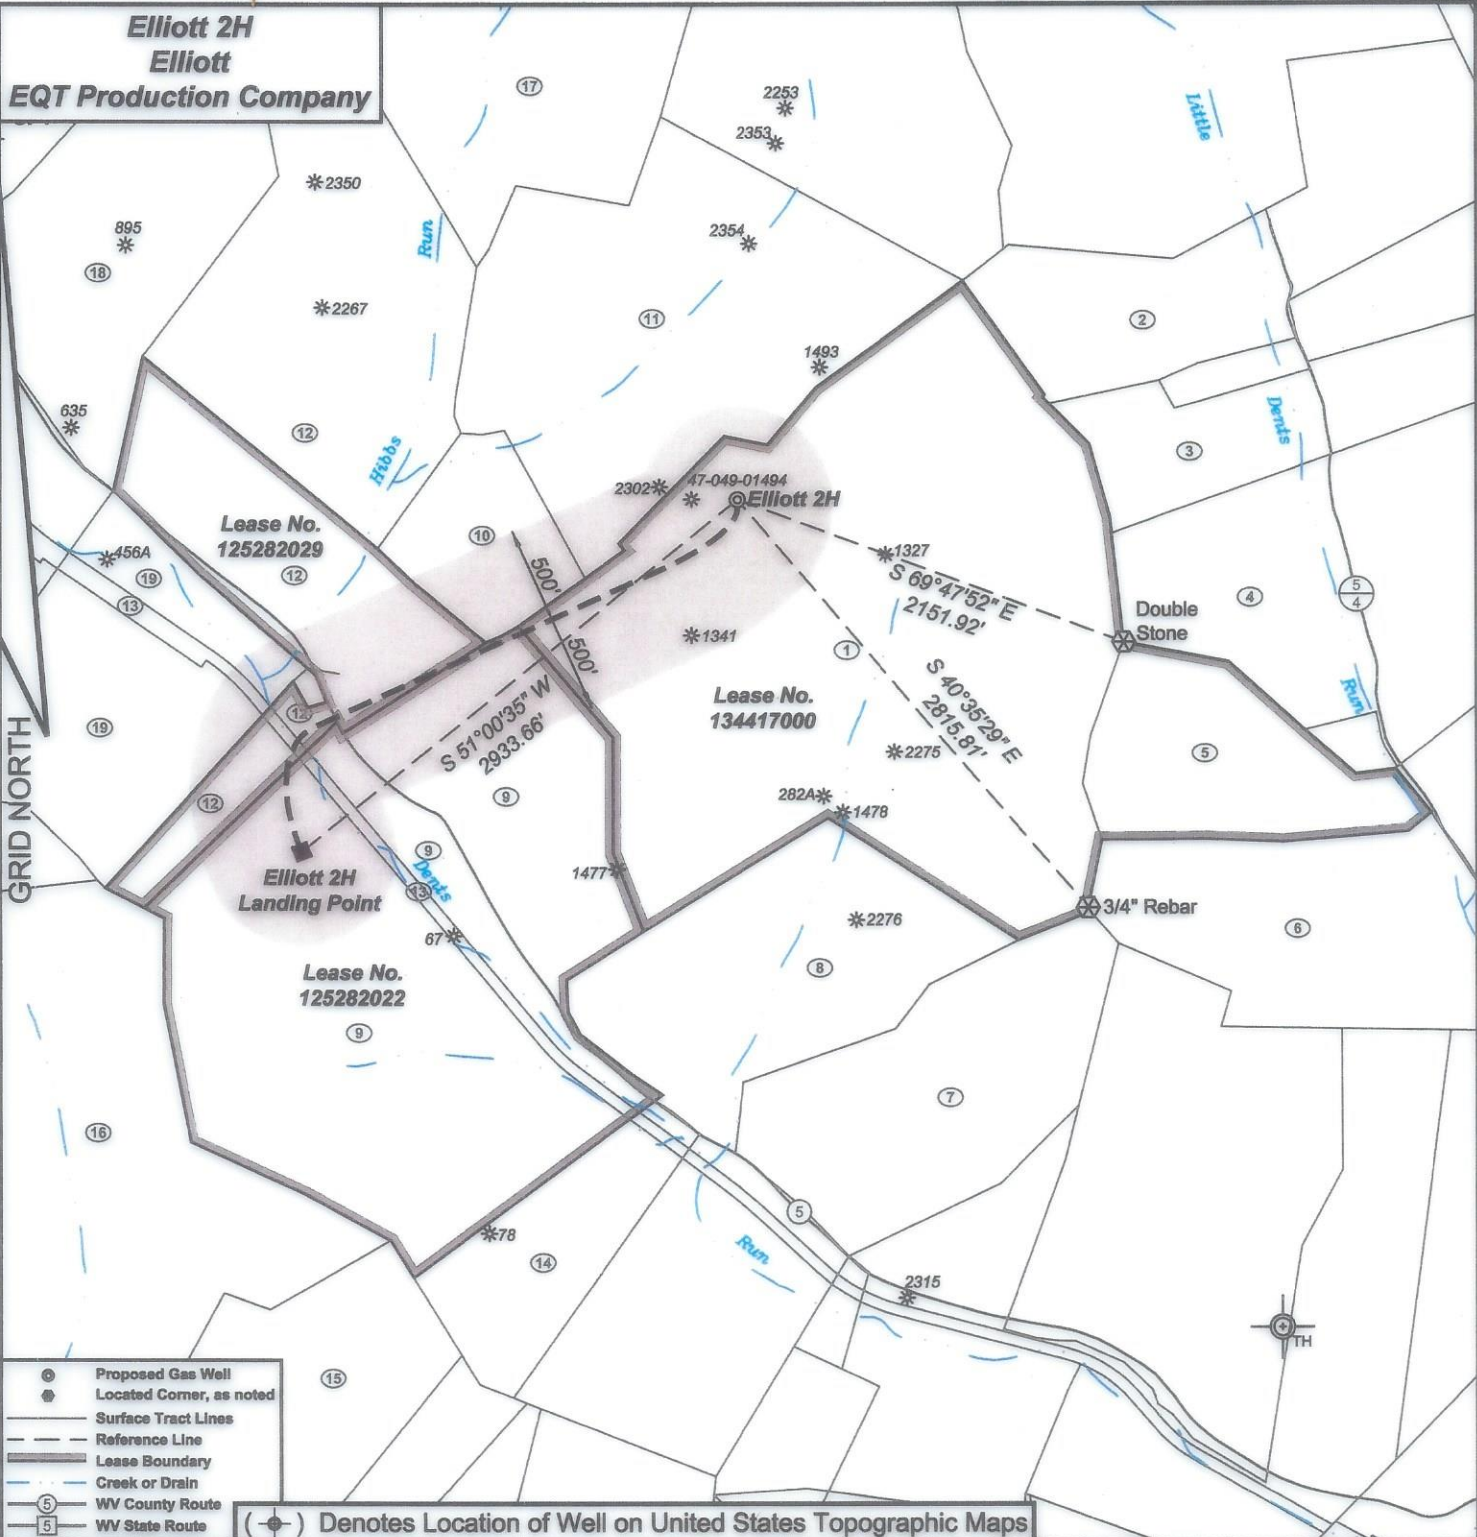 Elliott 2H
Elliott
EQT Production Company
17
2253
2353
Little
2350
895
18
Run
2354
2267
11
2
1493
635
12
Hibbs
Dents
3
2302
47-049-01494
Elliott 2H
Lease No.
125282029
10
456A
19
12
13
500'
1327
S 69°47'52" E
2151.92'
4
5
4
Double
Stone
1341
500'
1
Lease No.
134417000
S 40°35'29" E
2815.81'
Run
GRID NORTH
19
12
S 51°00'35" W
2933.66'
2275
5
12
9
282A
1478
9
Dents
13
Elliott 2H
Landing Point
1477
3/4" Rebar
67
2276
6
8
Lease No.
125282022
9
16
7
5
78
14
Run
2315
TH
15
Proposed Gas Well
Located Corner, as noted
Surface Tract Lines
Reference Line
Lease Boundary
Creek or Drain
5 WV County Route
5 WV State Route
( ) Denotes Location of Well on United States Topographic Maps